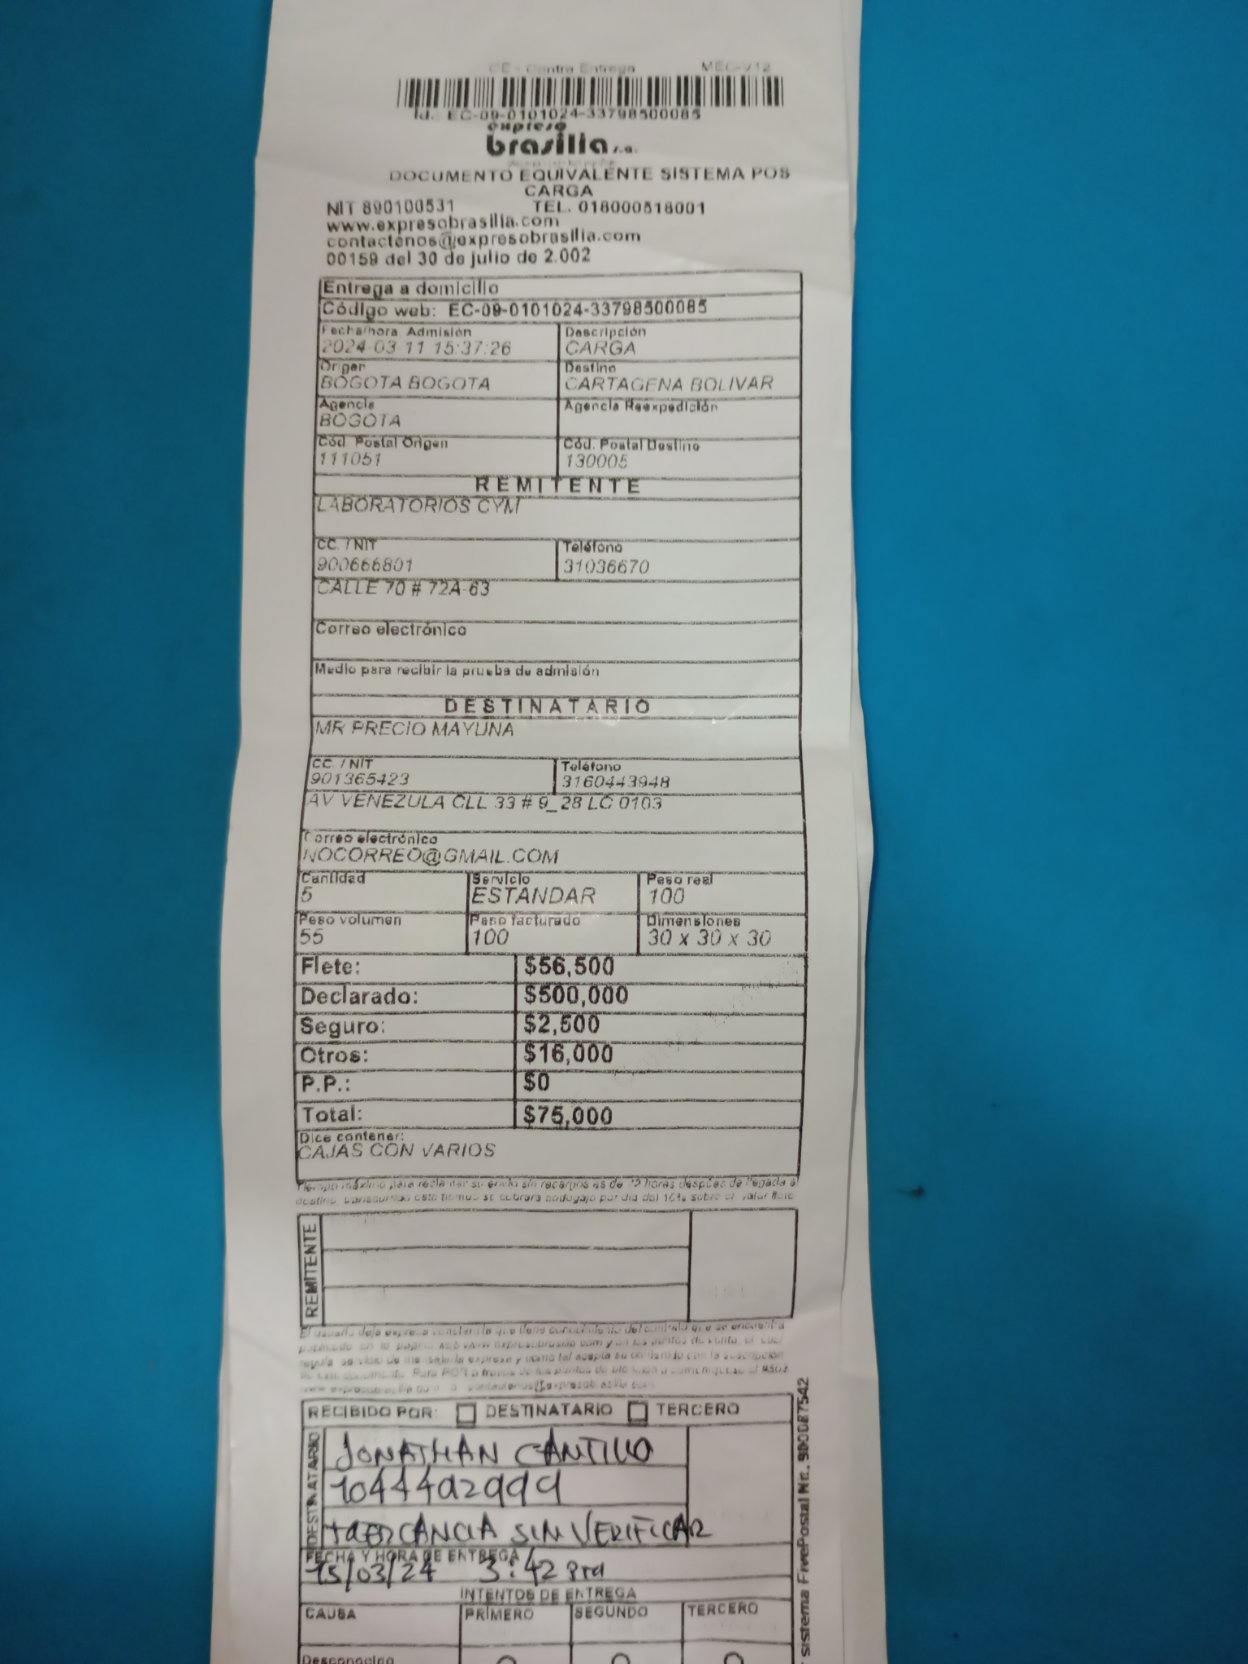 CE - Contra Entrega MEC-V12
Id.: EC-09-0101024-33798500085
expreso
brasilia s.a.
DOCUMENTO EQUIVALENTE SISTEMA POS
CARGA
NIT 890100531 TEL. 018000518001
www.expresobrasilia.com
contactenos@expresobrasilia.com
00159 del 30 de julio de 2.002
Entrega a domicilio
Código web: EC-09-0101024-33798500085
Fecha/hora Admisión Descripción
2024-03-11 15:37:26 CARGA
Origen Destino
BOGOTA BOGOTA CARTAGENA BOLIVAR
Agencia Agencia Reexpedición
BOGOTA
Cód. Postal Origen Cód. Postal Destino
111051 130005
REMITENTE
LABORATORIOS CYM
CC. / NIT Teléfono
900666801 31036670
CALLE 70 # 72A-63
Correo electrónico
Medio para recibir la prueba de admisión
DESTINATARIO
MR PRECIO MAYUNA
CC. / NIT Teléfono
901365423 3160443948
AV VENEZULA CLL 33 # 9_28 LC 0103
Correo electrónico
NOCORREO@GMAIL.COM
Cantidad Servicio Peso real
5 ESTANDAR 100
Peso volumen Peso facturado Dimensiones
55 100 30 x 30 x 30
Flete: $56,500
Declarado: $500,000
Seguro: $2,500
Otros: $16,000
P.P.: $0
Total: $75,000
Dice contener:
CAJAS CON VARIOS
REMITENTE
RECIBIDO POR: DESTINATARIO TERCERO
DESTINATARIO
JONATHAN CANTILLO
1044402999
MERCANCIA SIN VERIFICAR
FECHA Y HORA DE ENTREGA
15/03/24 3:42 pm
INTENTOS DE ENTREGA
CAUSA PRIMERO SEGUNDO TERCERO
Desconocido
sistema FivePostal Nit. 900087542